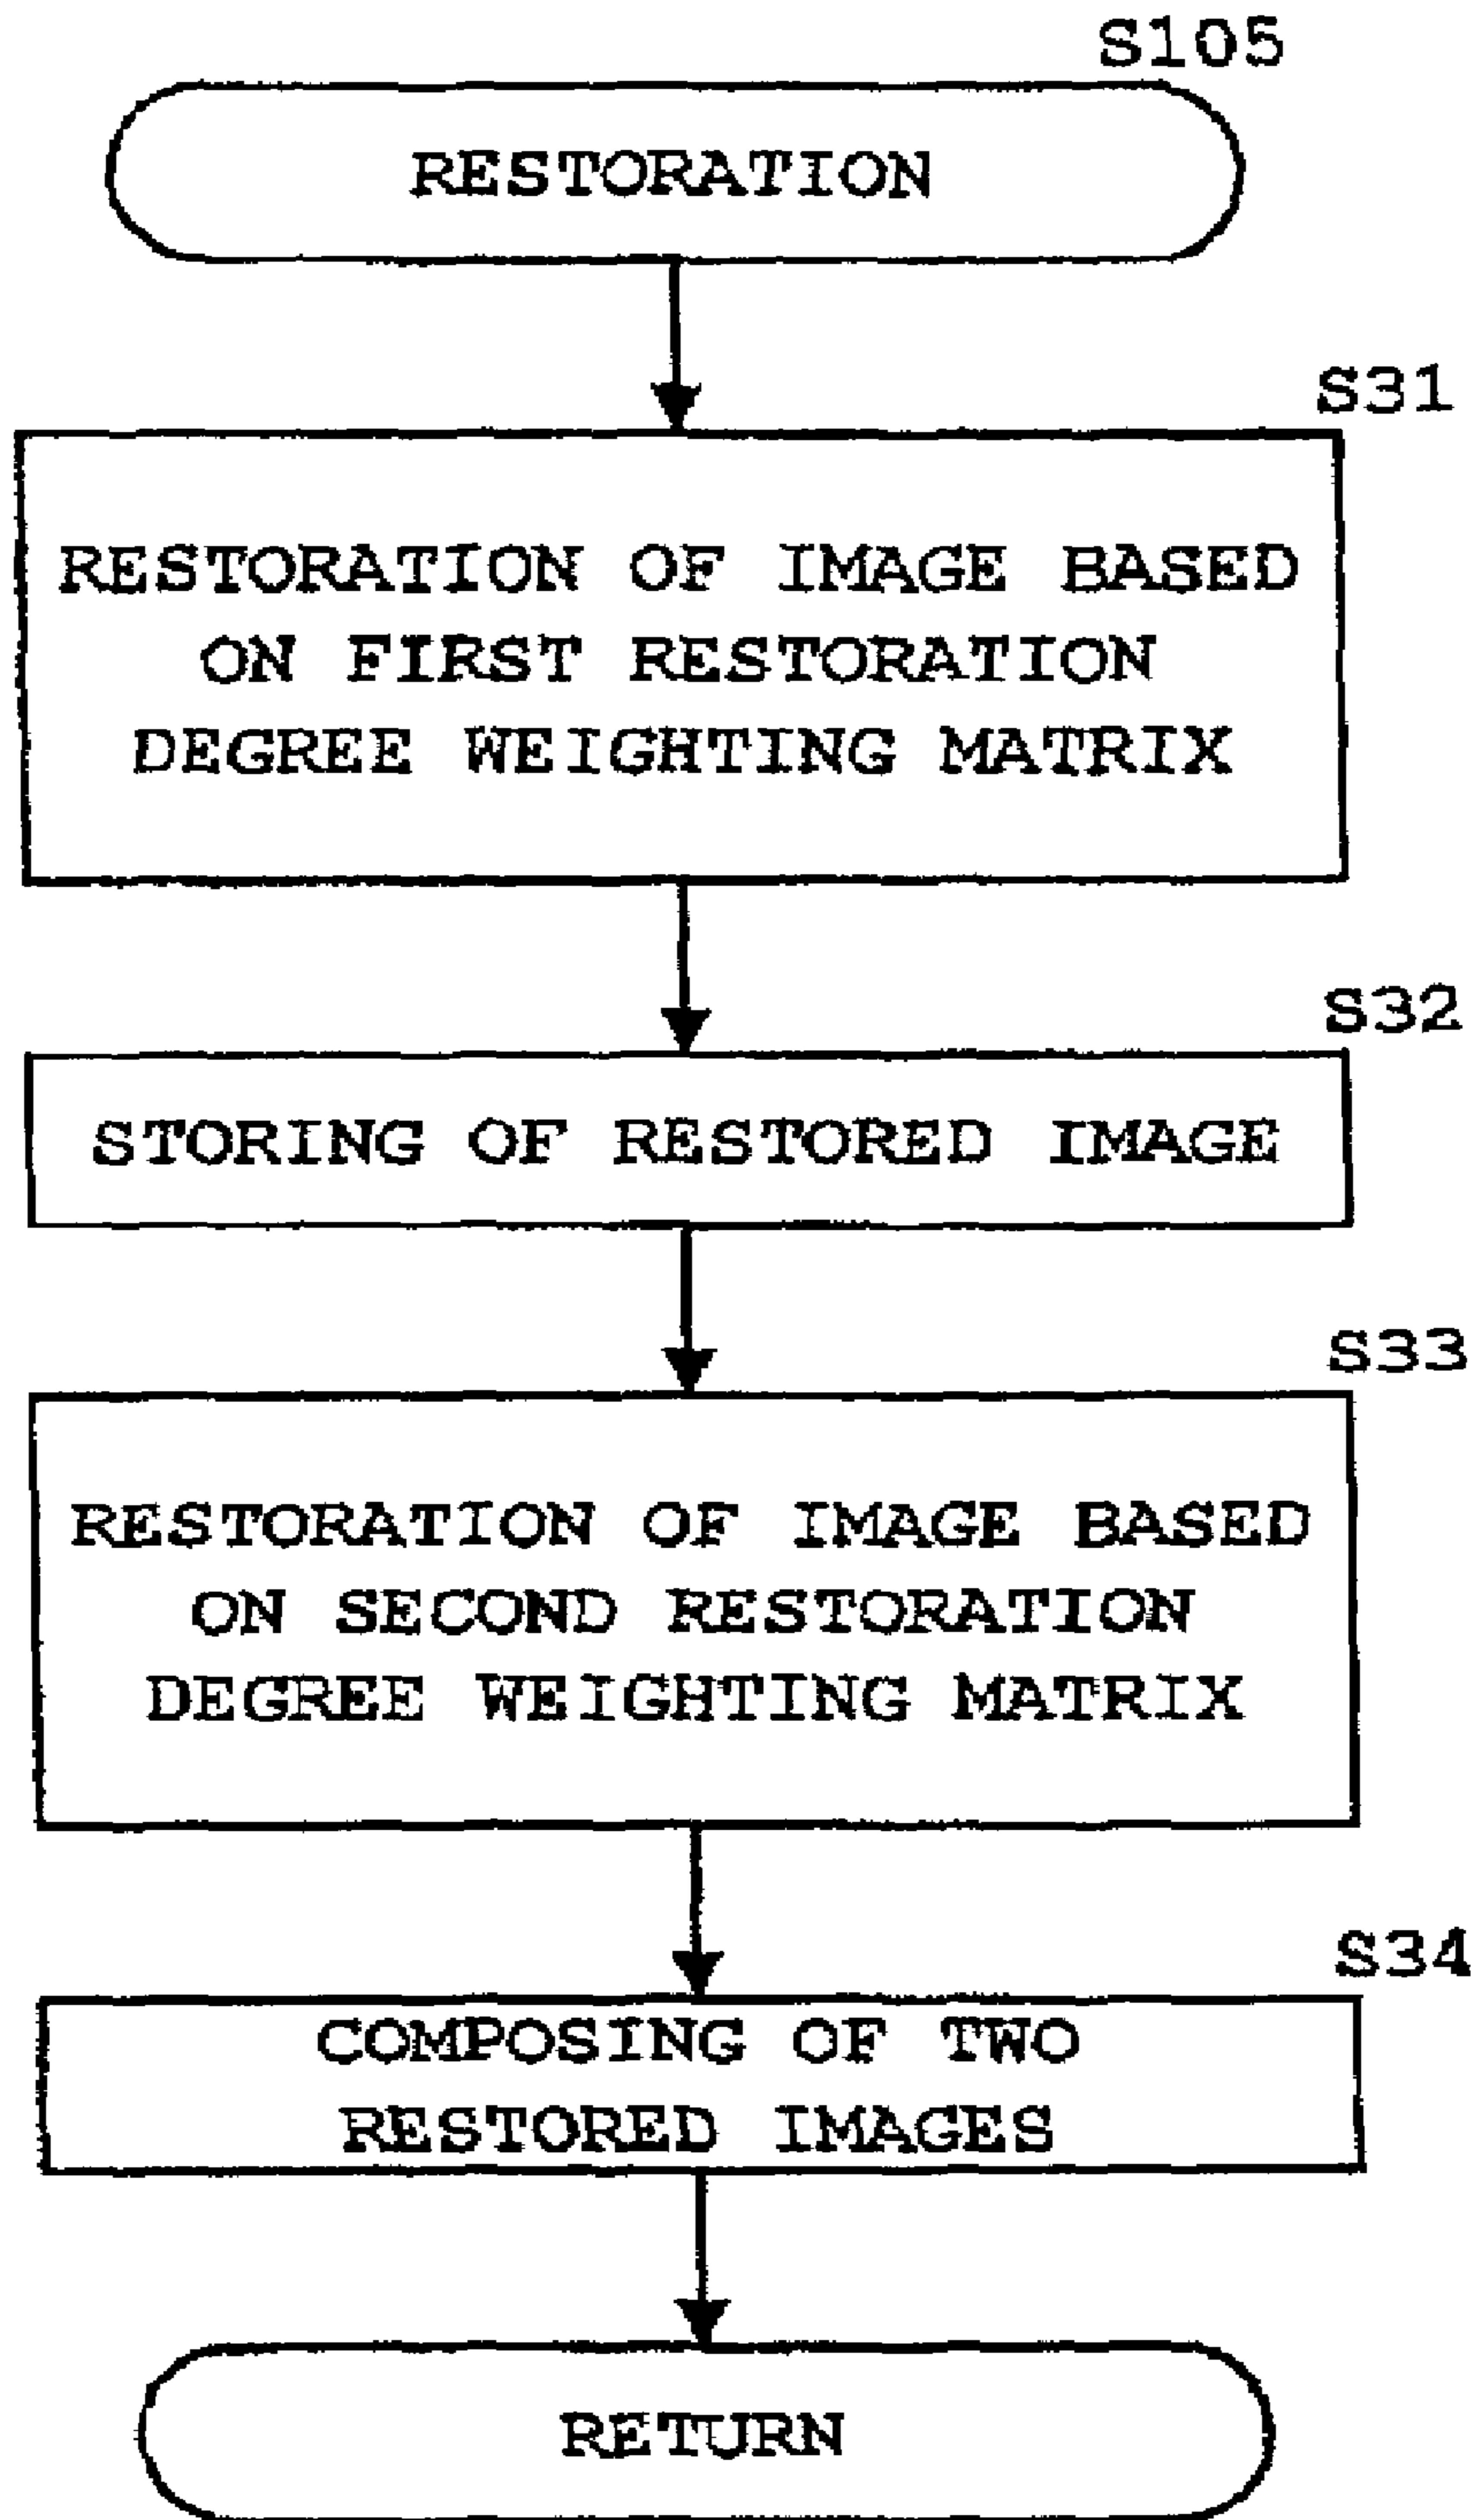 S105
RESTORATION
S31
RESTORATION OF IMAGE BASED
ON FIRST RESTORATION
DEGREE WEIGHTING MATRIX
S32
STORING OF RESTORED IMAGE
S33
RESTORATION OF IMAGE BASED
ON SECOND RESTORATION
DEGREE WEIGHTING MATRIX
S34
COMPOSING OF TWO
RESTORED IMAGES
RETURN